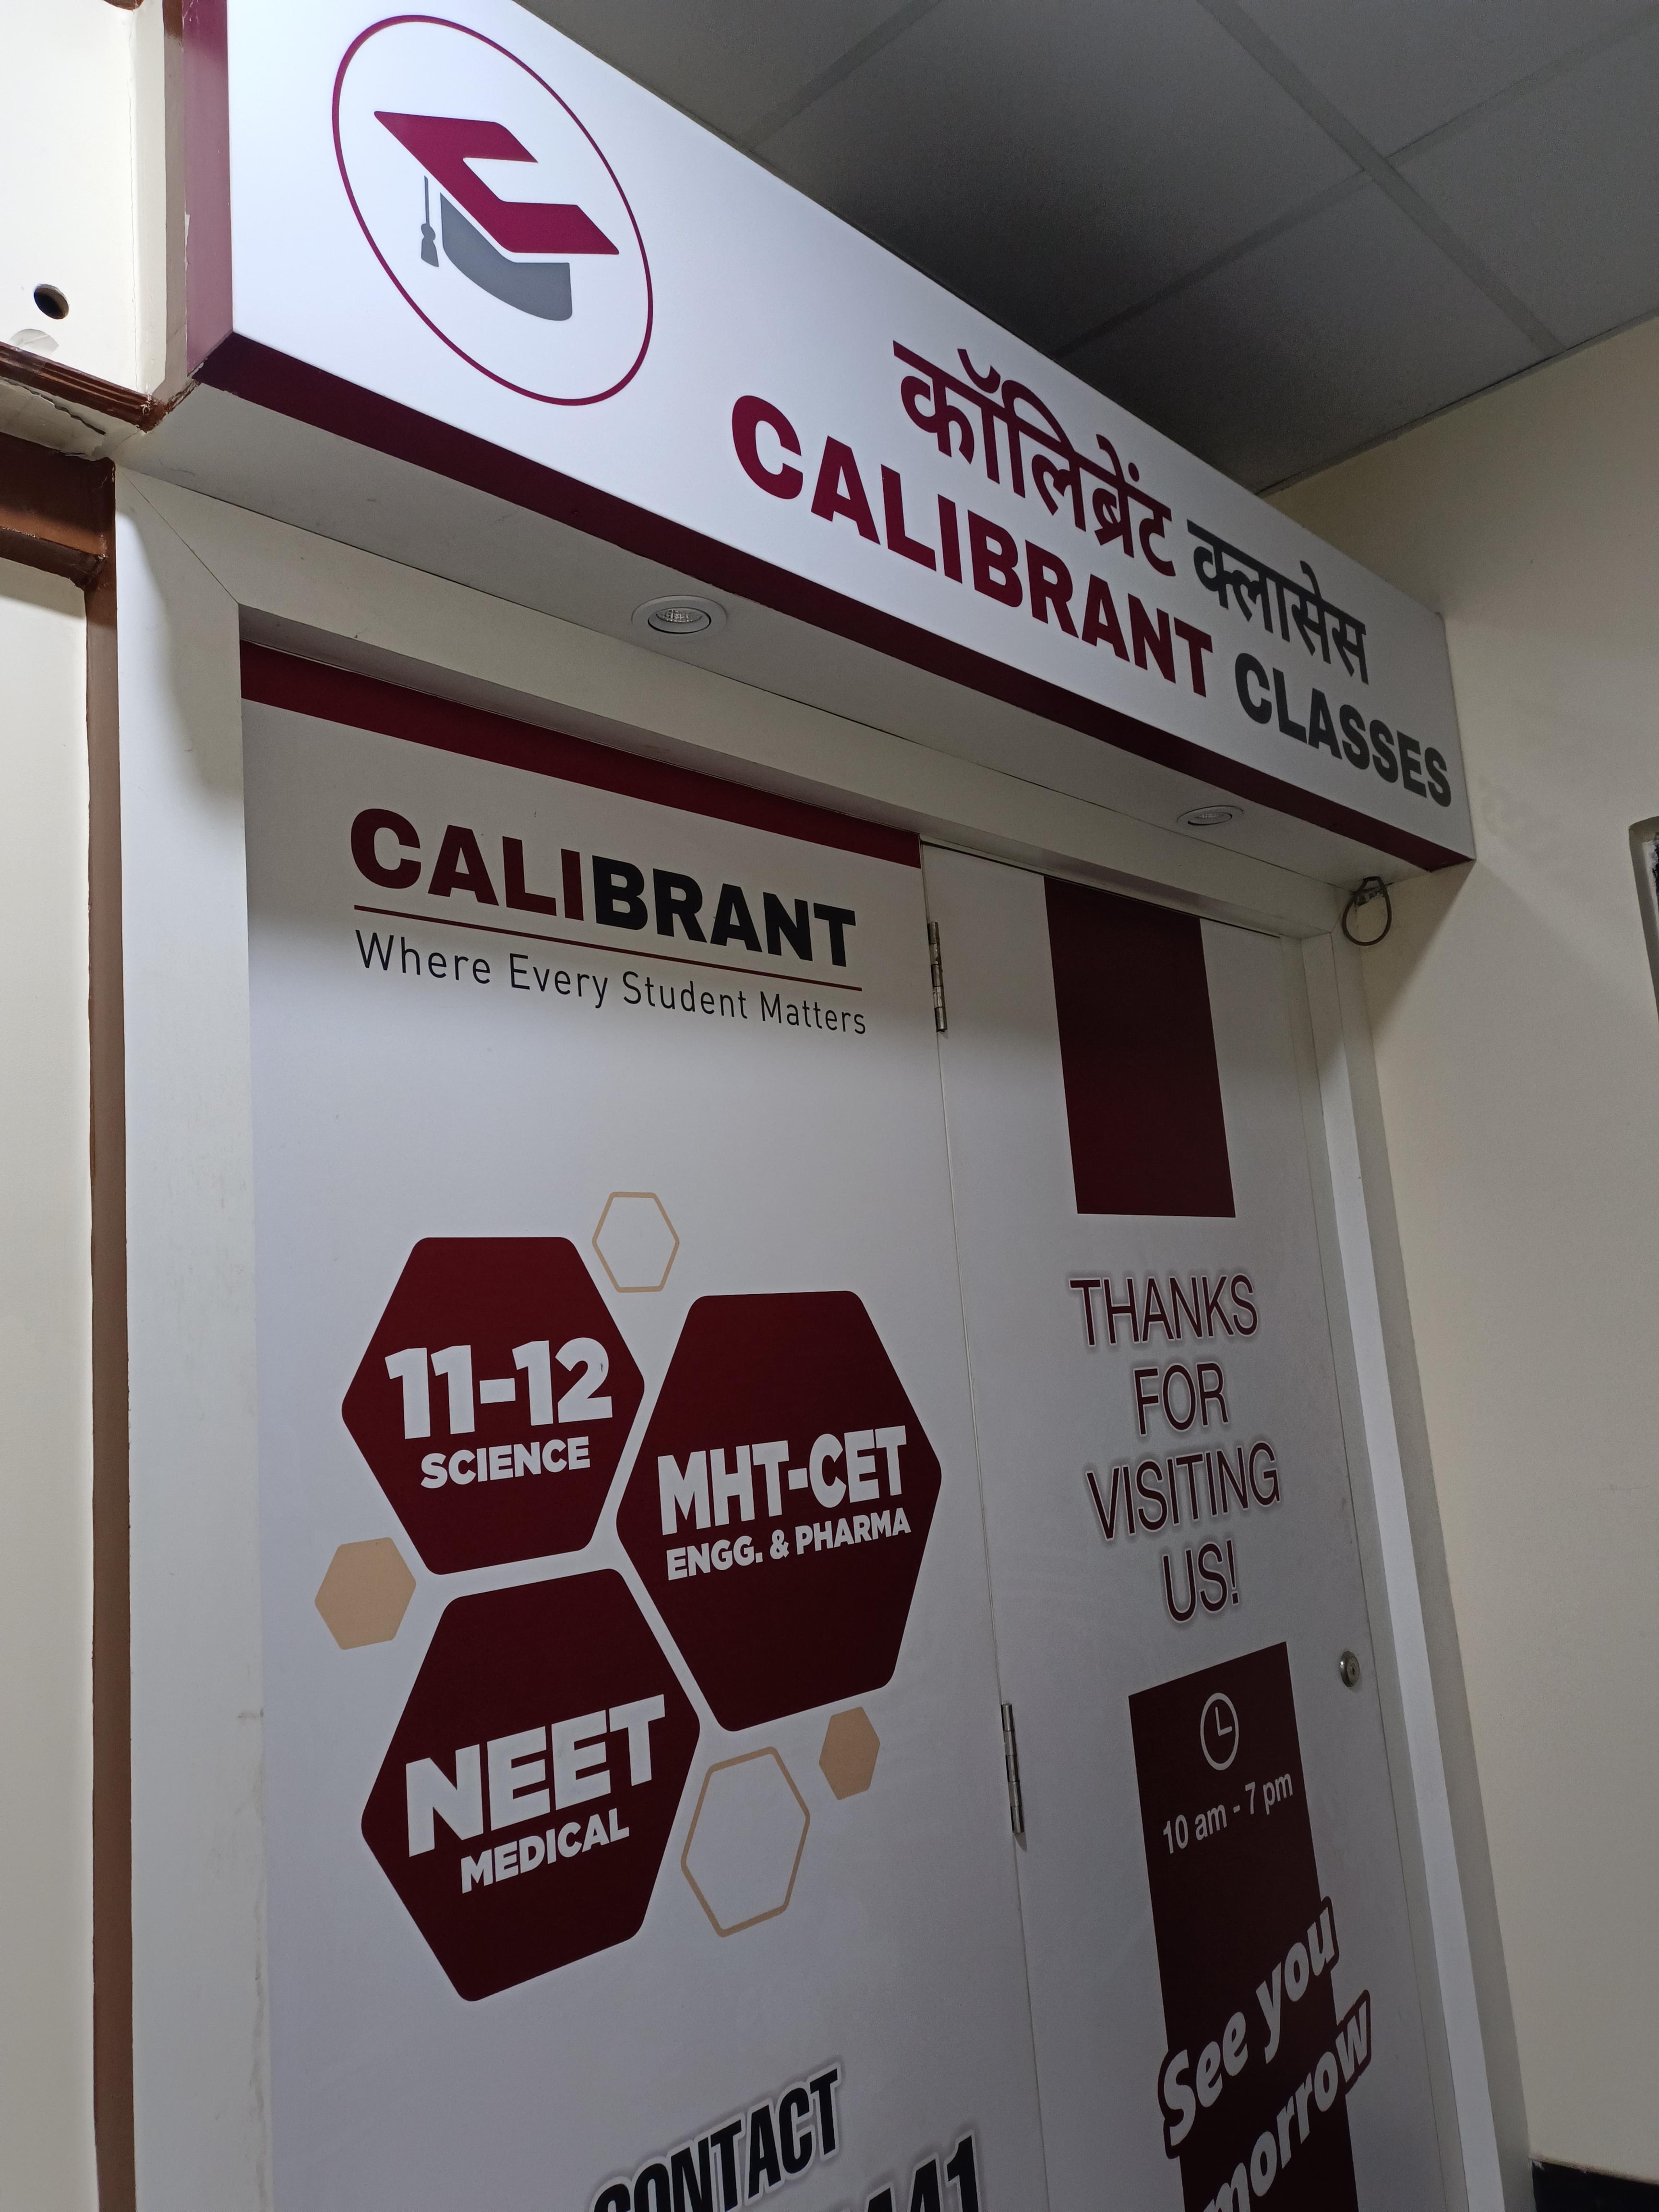 कॉलिब्रेंट क्लासेस
CALIBRANT CLASSES
CALIBRANT
Where Every Student Matters
11-12
SCIENCE
MHT-CET
ENGG. & PHARMA
NEET
MEDICAL
CONTACT
THANKS
FOR
VISITING
US!
10 am - 7 pm
See you